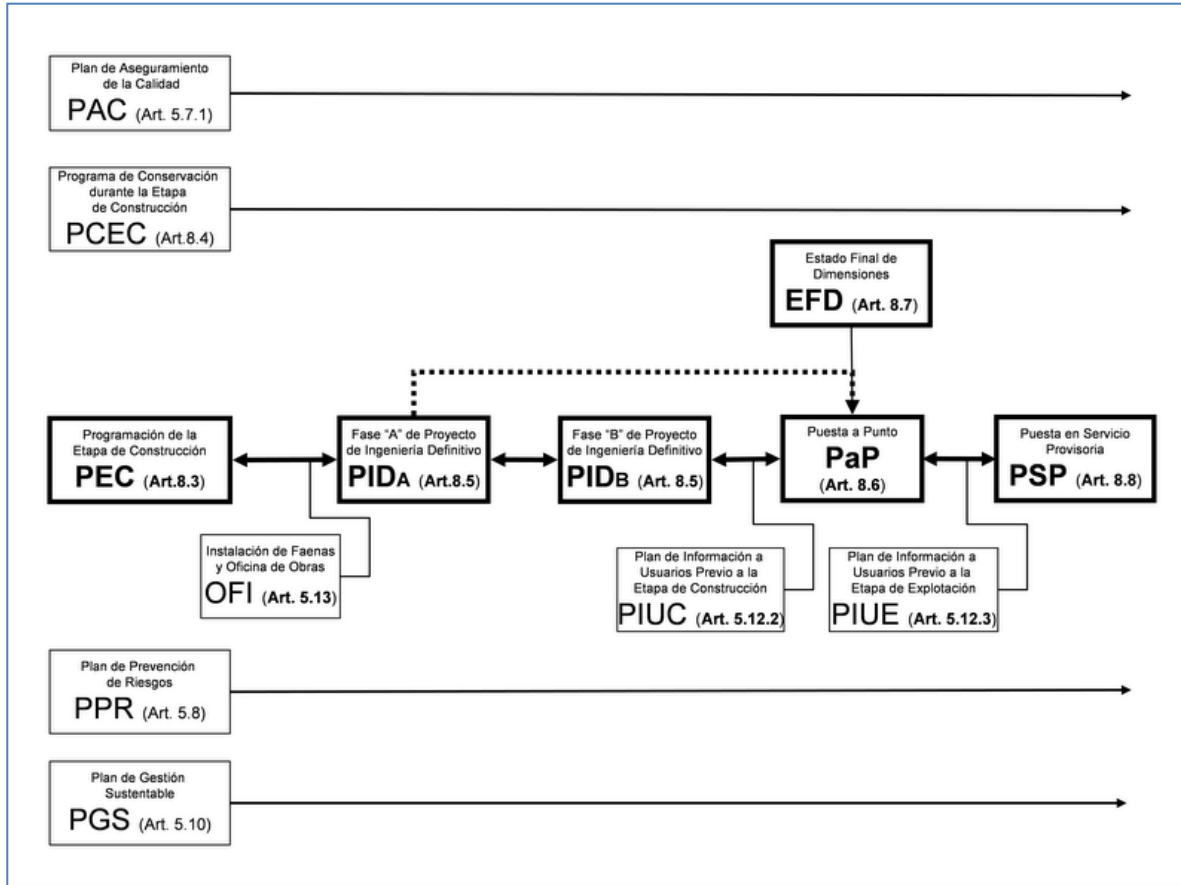 Plan de Aseguramiento
de la Calidad
PAC (Art. 5.7.1)
Programa de Conservación
durante la Etapa
de Construcción
PCEC (Art.8.4)
Estado Final de
Dimensiones
EFD (Art. 8.7)
Programación de la
Etapa de Construcción
PEC (Art.8.3)
Fase "A" de Proyecto
de Ingeniería Definitivo
PIDA (Art.8.5)
Fase "B" de Proyecto
de Ingeniería Definitivo
PIDB (Art. 8.5)
Puesta a Punto
PaP
(Art. 8.6)
Puesta en Servicio
Provisoria
PSP (Art. 8.8)
Instalación de Faenas
y Oficina de Obras
OFI (Art. 5.13)
Plan de Información a
Usuarios Previo a la
Etapa de Construcción
PIUC (Art. 5.12.2)
Plan de Información a
Usuarios Previo a la
Etapa de Explotación
PIUE (Art. 5.12.3)
Plan de Prevención
de Riesgos
PPR (Art. 5.8)
Plan de Gestión
Sustentable
PGS (Art. 5.10)